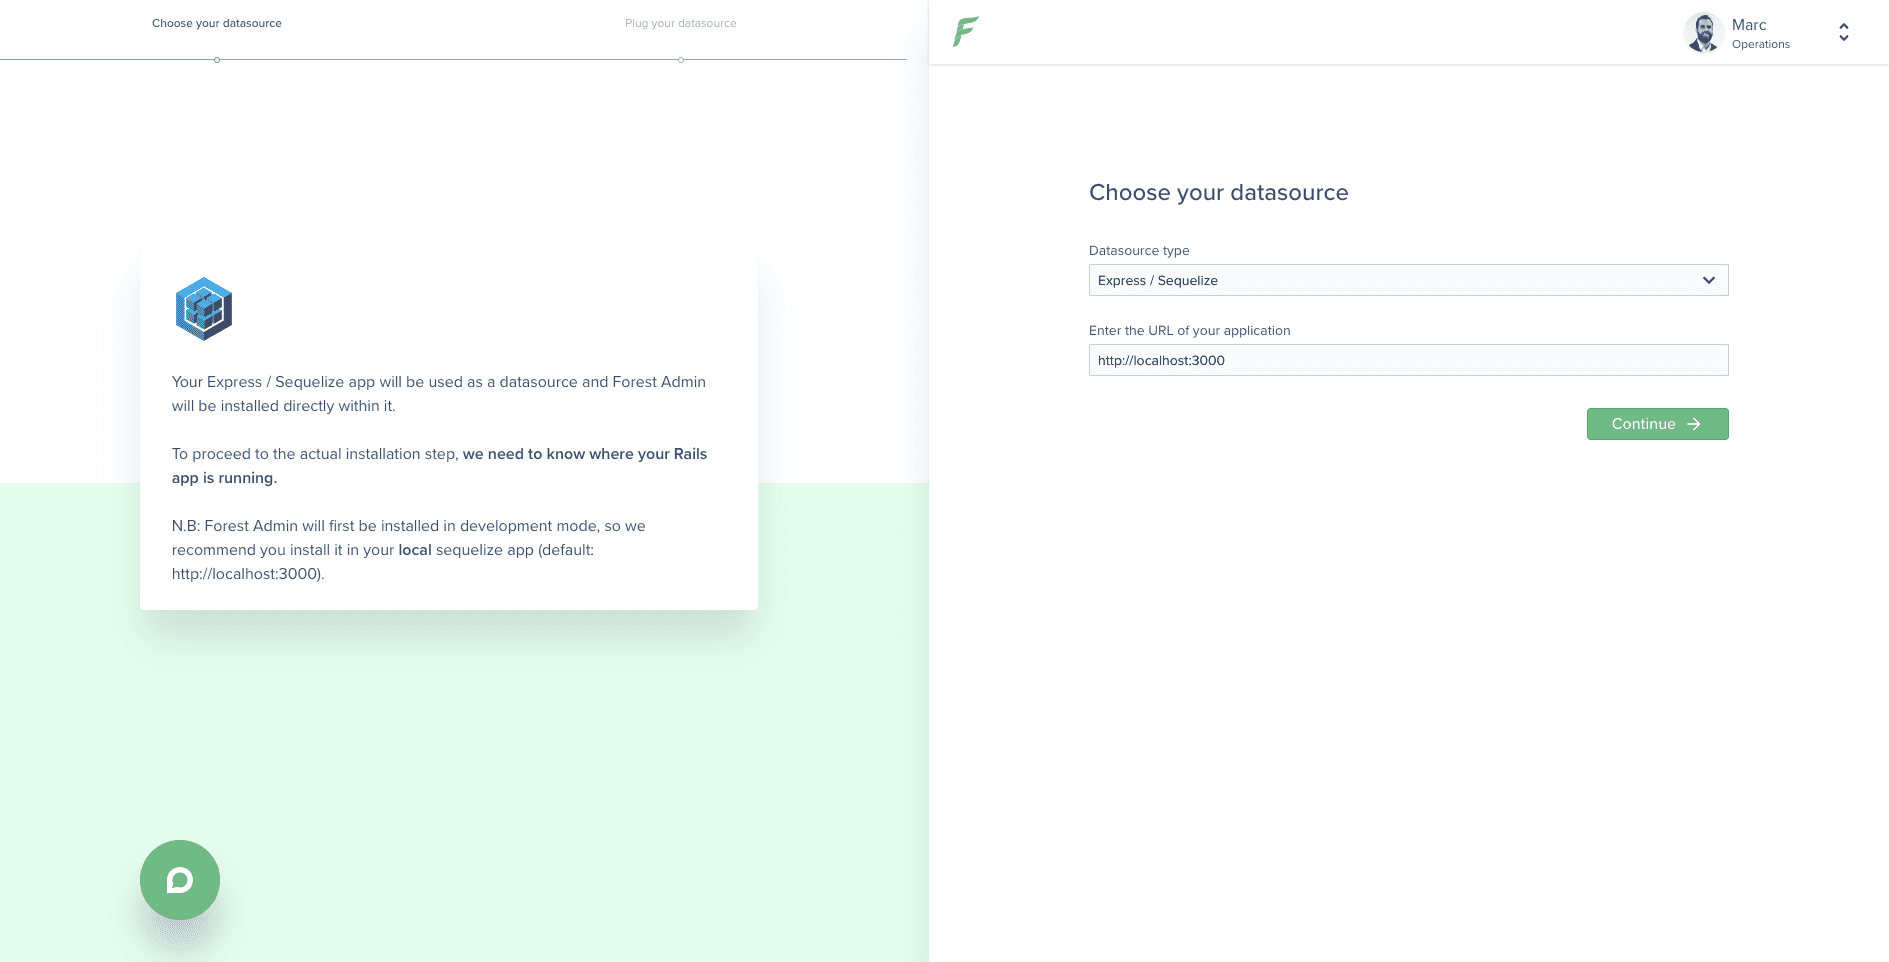 Choose your datasource
Plug your datasource
Your Express / Sequelize app will be used as a datasource and Forest Admin
will be installed directly within it.
To proceed to the actual installation step, we need to know where your Rails
app is running.
N.B: Forest Admin will first be installed in development mode, so we
recommend you install it in your local sequelize app (default:
http://localhost:3000).
Marc
Operations
Choose your datasource
Datasource type
Express / Sequelize
Enter the URL of your application
http://localhost:3000
Continue